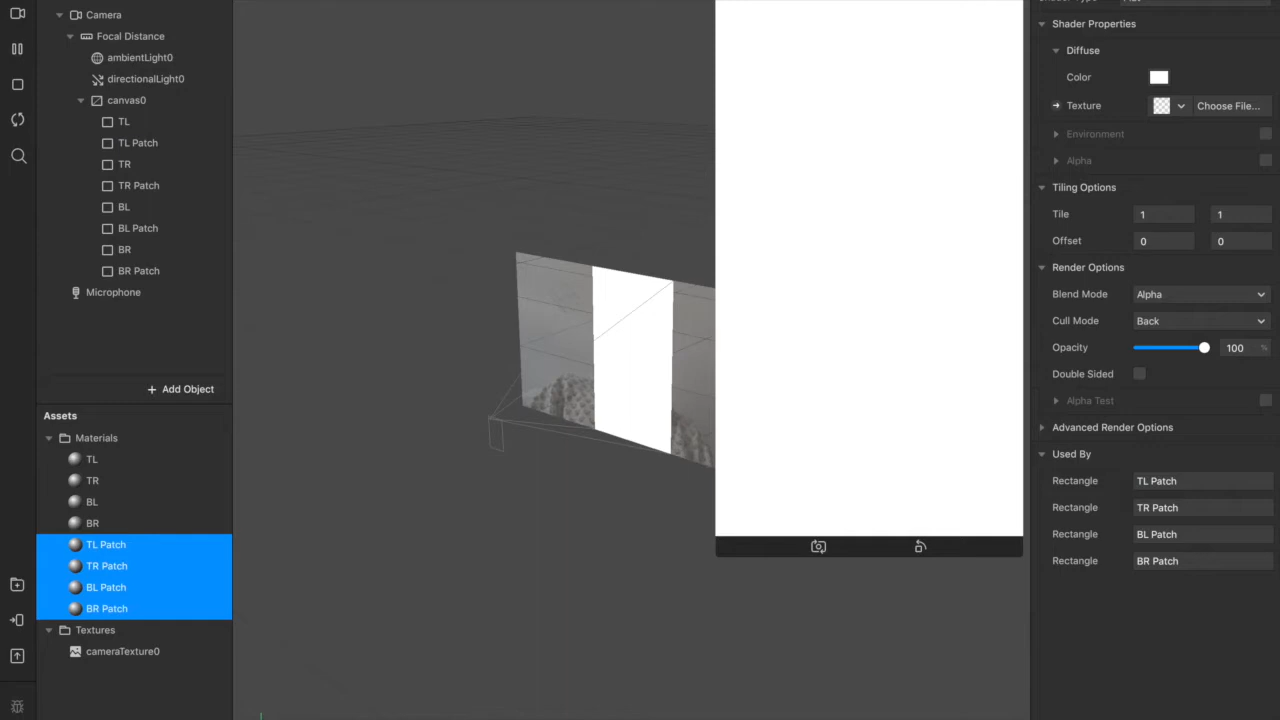 Camera
Focal Distance
ambientLight0
directionalLight0
canvas0
TL
TL Patch
TR
TR Patch
BL
BL Patch
BR
BR Patch
Microphone
+ Add Object
Assets
Materials
TL
TR
BL
BR
TL Patch
TR Patch
BL Patch
BR Patch
Textures
cameraTexture0
Shader Properties
Diffuse
Color
Texture Choose File...
Environment
Alpha
Tiling Options
Tile 1 1
Offset 0 0
Render Options
Blend Mode Alpha
Cull Mode Back
Opacity 100 %
Double Sided
Alpha Test
Advanced Render Options
Used By
Rectangle TL Patch
Rectangle TR Patch
Rectangle BL Patch
Rectangle BR Patch